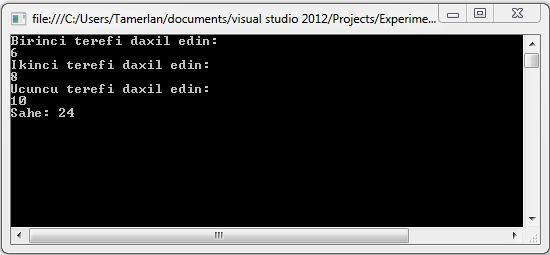 file:///C:/Users/Tamerlan/documents/visual studio 2012/Projects/Experime...
Birinci terefi daxil edin:
6
Ikinci terefi daxil edin:
8
Ucuncu terefi daxil edin:
10
Sahe: 24